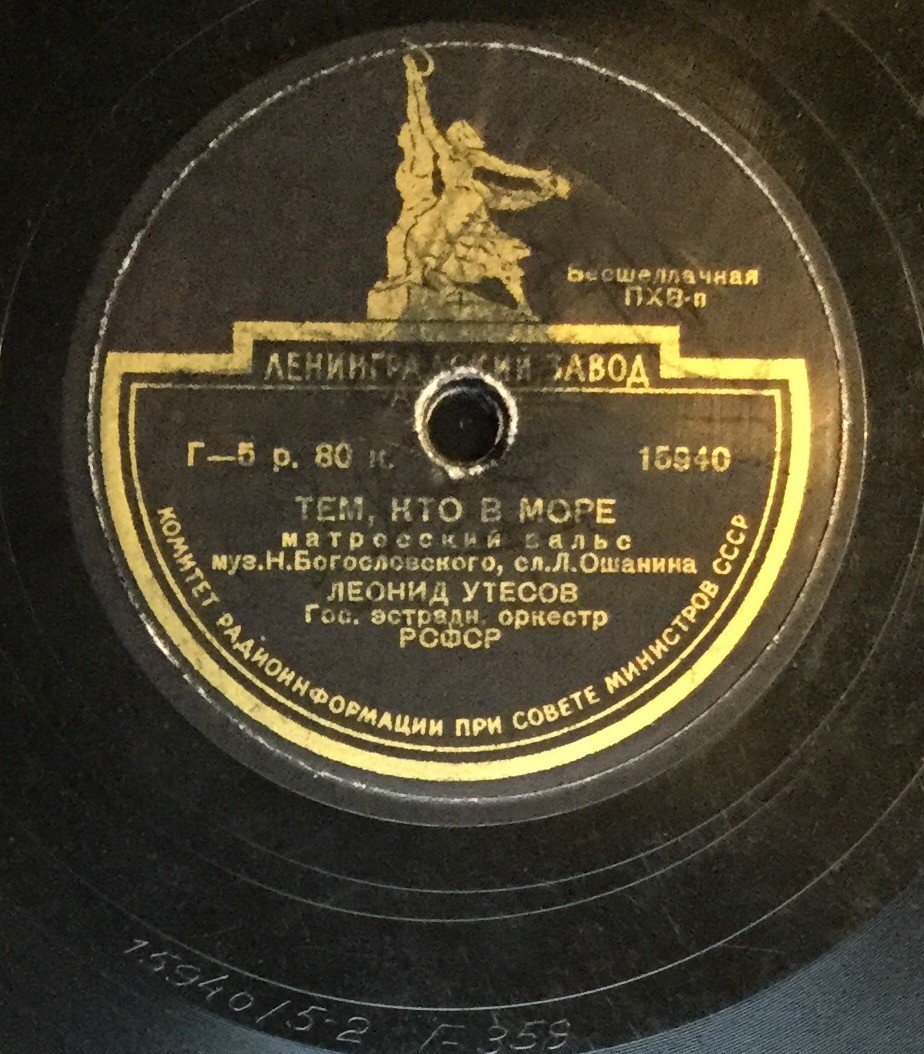 Бесшеллачная
ПХВ-п
ЛЕНИНГРАДСКИЙ ЗАВОД
Г—5 р. 80 к.
15940
ТЕМ, КТО В МОРЕ
матросский вальс
муз.Н.Богословского, сл.Л.Ошанина
ЛЕОНИД УТЕСОВ
Гос. эстрадн. оркестр
РСФСР
КОМИТЕТ РАДИОИНФОРМАЦИИ ПРИ СОВЕТЕ МИНИСТРОВ СССР
15940/5-2 Г-359